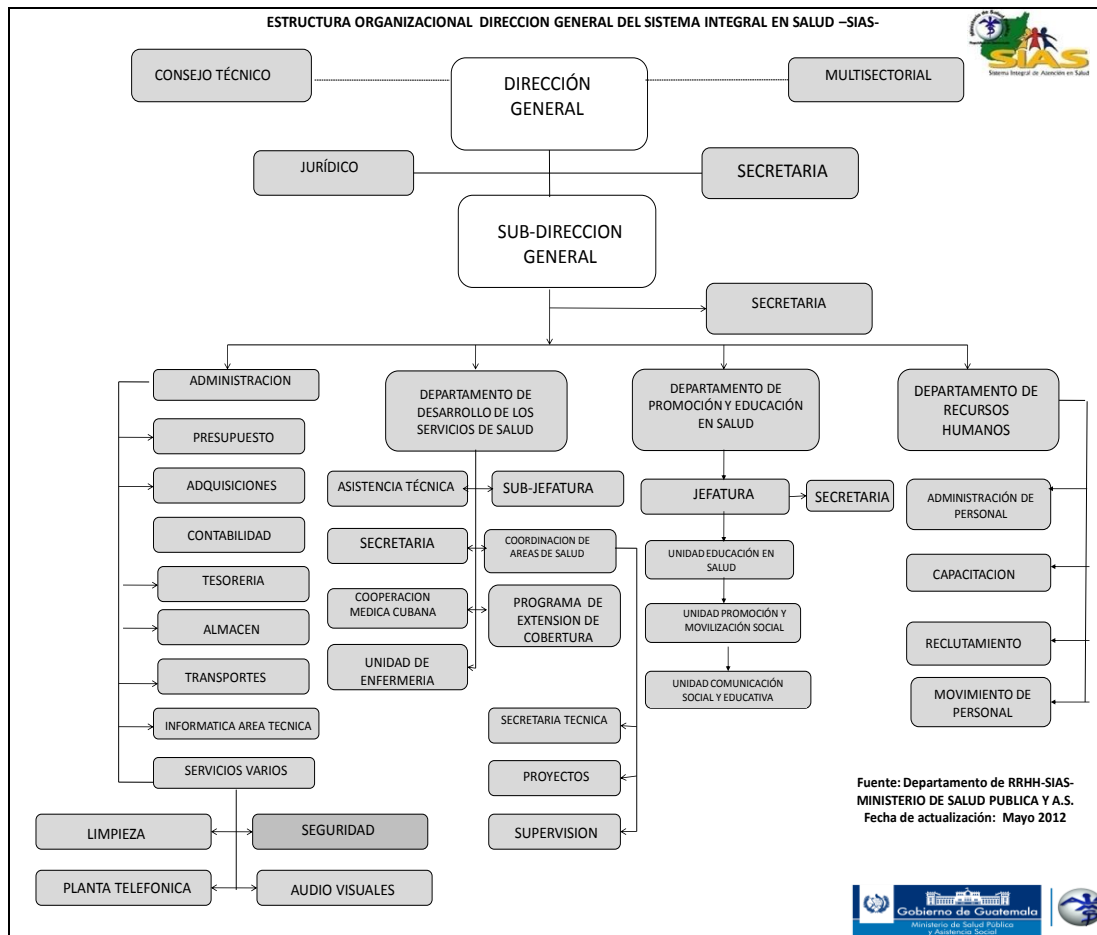 ESTRUCTURA ORGANIZACIONAL DIRECCION GENERAL DEL SISTEMA INTEGRAL EN SALUD –SIAS-
SIAS
Sistema Integral de Atención en Salud
CONSEJO TÉCNICO
DIRECCIÓN
GENERAL
MULTISECTORIAL
JURÍDICO
SECRETARIA
SUB-DIRECCION
GENERAL
SECRETARIA
ADMINISTRACION
PRESUPUESTO
ADQUISICIONES
CONTABILIDAD
TESORERIA
ALMACEN
TRANSPORTES
INFORMATICA AREA TECNICA
SERVICIOS VARIOS
LIMPIEZA
SEGURIDAD
PLANTA TELEFONICA
AUDIO VISUALES
DEPARTAMENTO DE
DESARROLLO DE LOS
SERVICIOS DE SALUD
ASISTENCIA TÉCNICA
SUB-JEFATURA
SECRETARIA
COORDINACION DE
AREAS DE SALUD
COOPERACION
MEDICA CUBANA
PROGRAMA DE
EXTENSION DE
COBERTURA
UNIDAD DE
ENFERMERIA
SECRETARIA TECNICA
PROYECTOS
SUPERVISION
DEPARTAMENTO DE
PROMOCIÓN Y EDUCACIÓN
EN SALUD
JEFATURA
SECRETARIA
UNIDAD EDUCACIÓN EN
SALUD
UNIDAD PROMOCIÓN Y
MOVILIZACIÓN SOCIAL
UNIDAD COMUNICACIÓN
SOCIAL Y EDUCATIVA
DEPARTAMENTO DE
RECURSOS
HUMANOS
ADMINISTRACIÓN DE
PERSONAL
CAPACITACION
RECLUTAMIENTO
MOVIMIENTO DE
PERSONAL
Fuente: Departamento de RRHH-SIAS-
MINISTERIO DE SALUD PUBLICA Y A.S.
Fecha de actualización: Mayo 2012
Gobierno de Guatemala
Ministerio de Salud Pública
y Asistencia Social